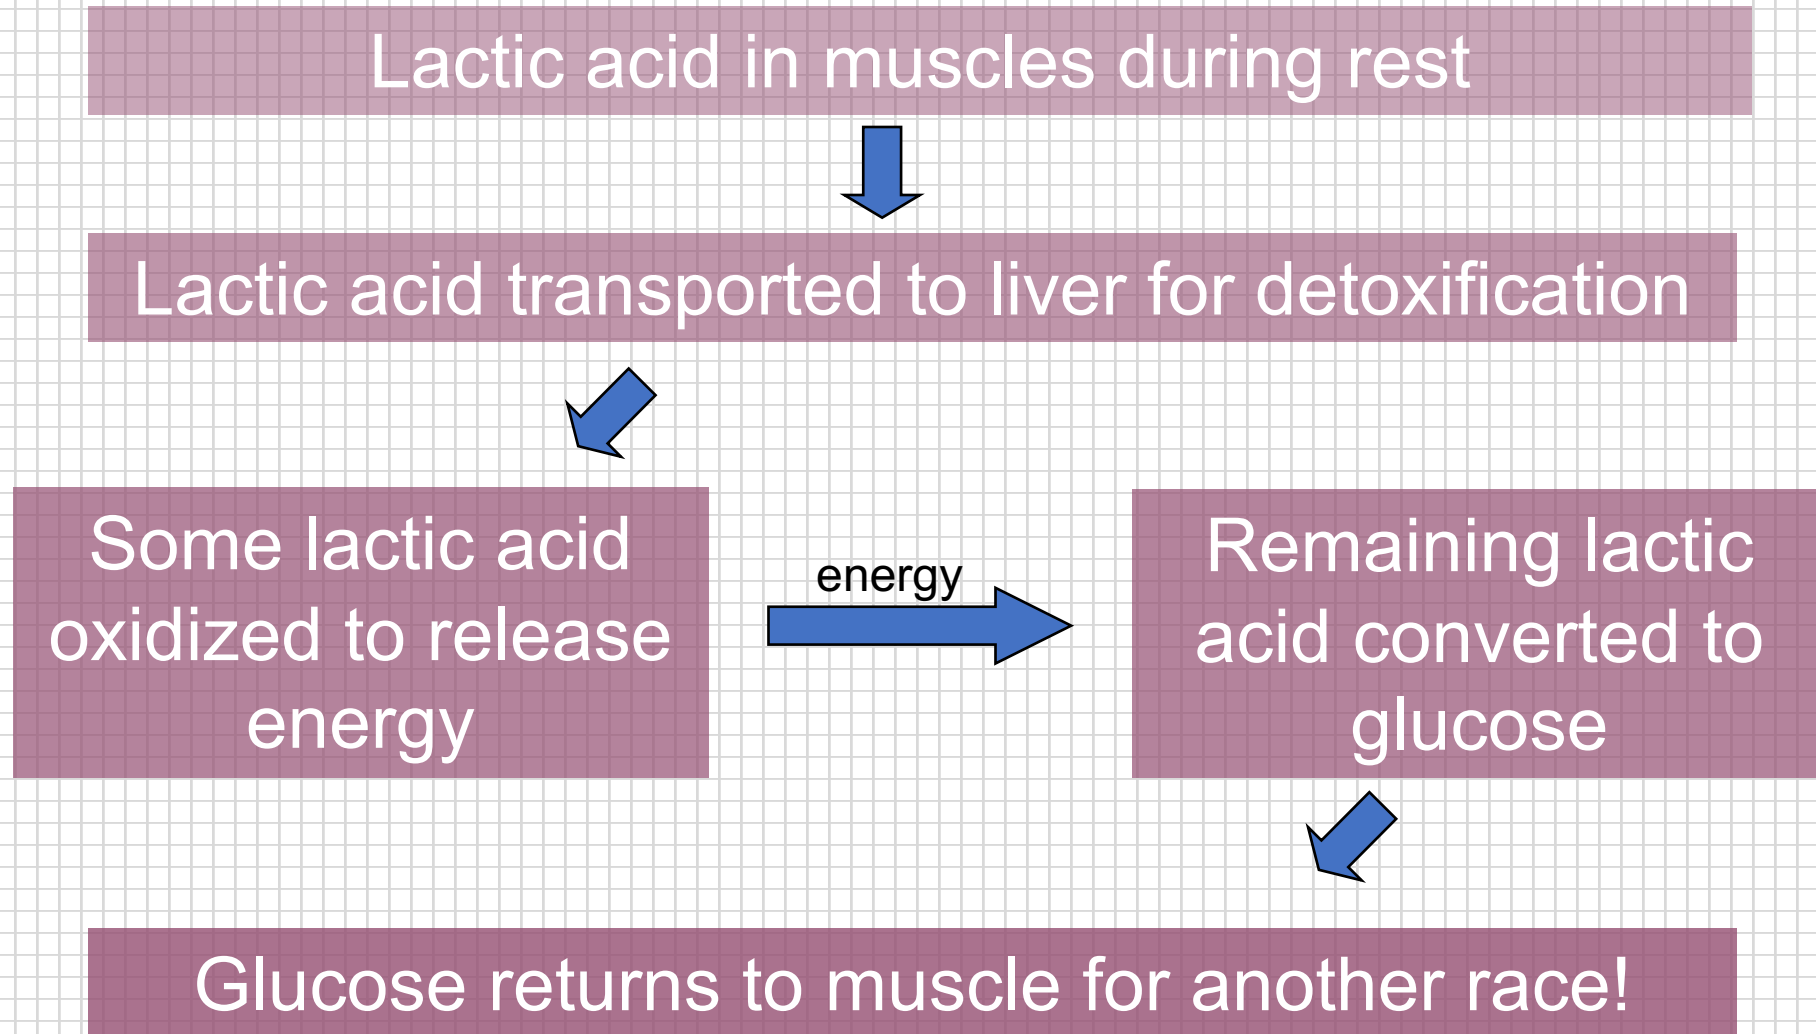 Lactic acid in muscles during rest
Lactic acid transported to liver for detoxification
Some lactic acid
oxidized to release
energy
energy
Remaining lactic
acid converted to
glucose
Glucose returns to muscle for another race!